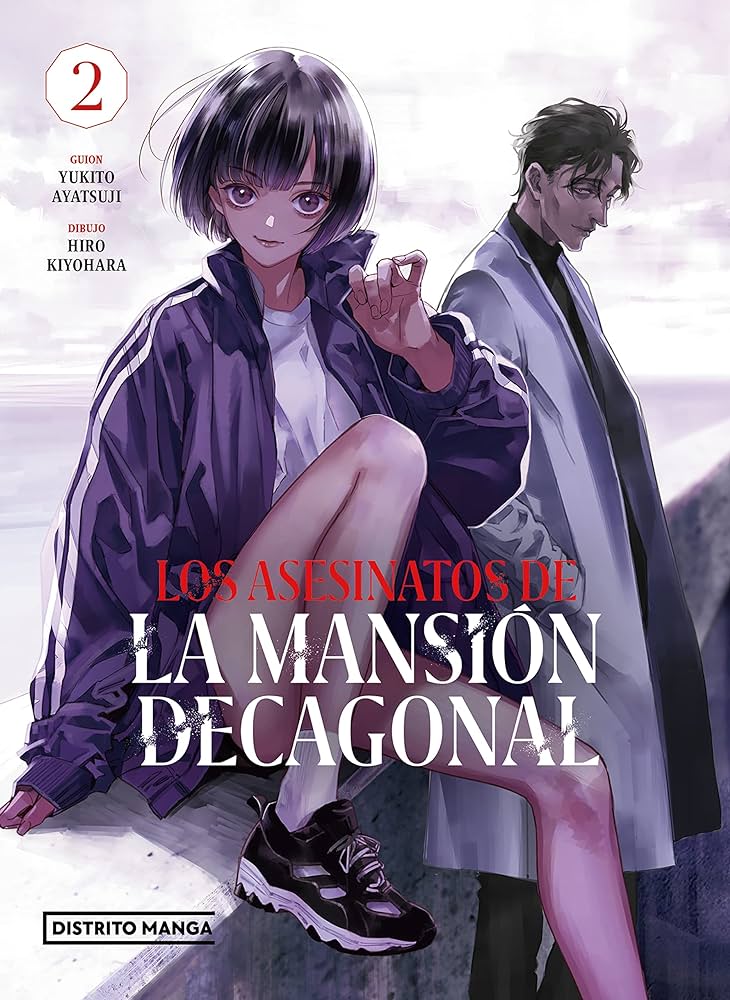 2
GUION
YUKITO
AYATSUJI
DIBUJO
HIRO
KIYOHARA
LOS ASESINATOS DE
LA MANSIÓN
DECAGONAL
DISTRITO MANGA